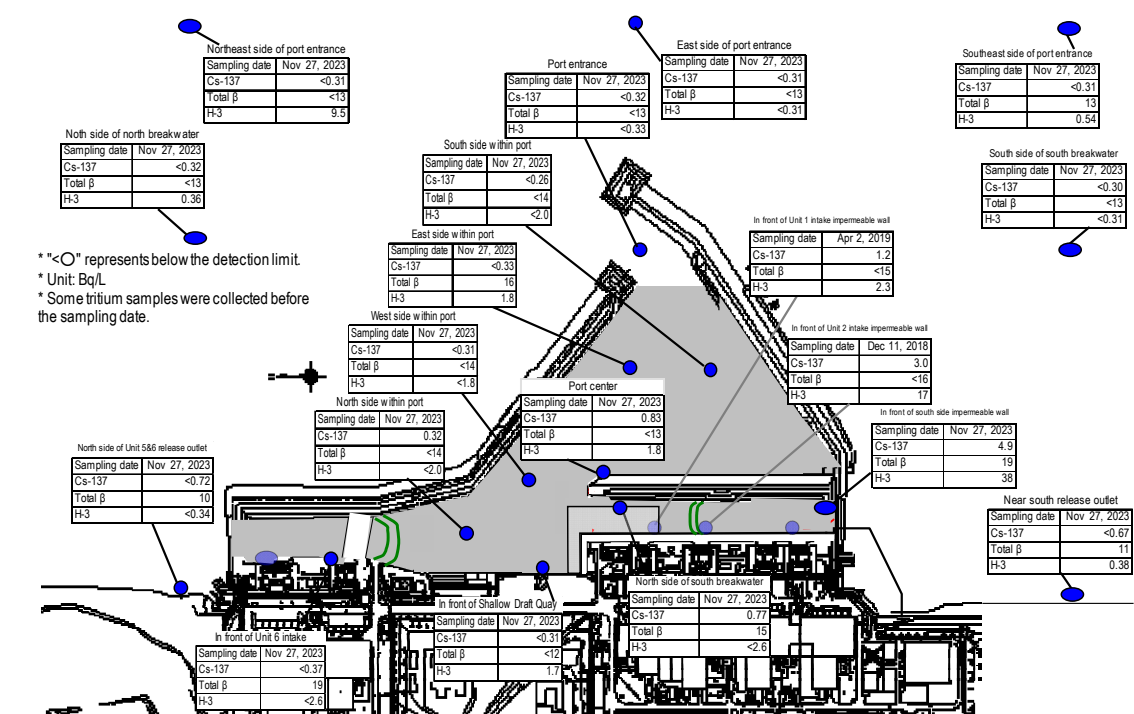 Northeast side of port entrance
Sampling date Nov 27, 2023
Cs-137 <0.31
Total β <13
H-3 9.5
East side of port entrance
Sampling date Nov 27, 2023
Cs-137 <0.31
Total β <13
H-3 <0.31
Southeast side of port entrance
Sampling date Nov 27, 2023
Cs-137 <0.31
Total β 13
H-3 0.54
Port entrance
Sampling date Nov 27, 2023
Cs-137 <0.32
Total β <13
H-3 <0.33
Noth side of north breakwater
Sampling date Nov 27, 2023
Cs-137 <0.32
Total β <13
H-3 0.36
South side within port
Sampling date Nov 27, 2023
Cs-137 <0.26
Total β <14
H-3 <2.0
South side of south breakwater
Sampling date Nov 27, 2023
Cs-137 <0.30
Total β <13
H-3 <0.31
* "<○" represents below the detection limit.
* Unit: Bq/L
* Some tritium samples were collected before
the sampling date.
East side within port
Sampling date Nov 27, 2023
Cs-137 <0.33
Total β 16
H-3 1.8
In front of Unit 1 intake impermeable wall
Sampling date Apr 2, 2019
Cs-137 1.2
Total β <15
H-3 2.3
West side within port
Sampling date Nov 27, 2023
Cs-137 <0.31
Total β <14
H-3 <1.8
In front of Unit 2 intake impermeable wall
Sampling date Dec 11, 2018
Cs-137 3.0
Total β <16
H-3 17
Port center
Sampling date Nov 27, 2023
Cs-137 0.83
Total β <13
H-3 1.8
North side within port
Sampling date Nov 27, 2023
Cs-137 0.32
Total β <14
H-3 <2.0
In front of south side impermeable wall
Sampling date Nov 27, 2023
Cs-137 4.9
Total β 19
H-3 38
North side of Unit 5&6 release outlet
Sampling date Nov 27, 2023
Cs-137 <0.72
Total β 10
H-3 <0.34
Near south release outlet
Sampling date Nov 27, 2023
Cs-137 <0.67
Total β 11
H-3 0.38
North side of south breakwater
Sampling date Nov 27, 2023
Cs-137 0.77
Total β 15
H-3 <2.6
In front of Shallow Draft Quay
Sampling date Nov 27, 2023
Cs-137 <0.31
Total β <12
H-3 1.7
In front of Unit 6 intake
Sampling date Nov 27, 2023
Cs-137 <0.37
Total β 19
H-3 <2.6